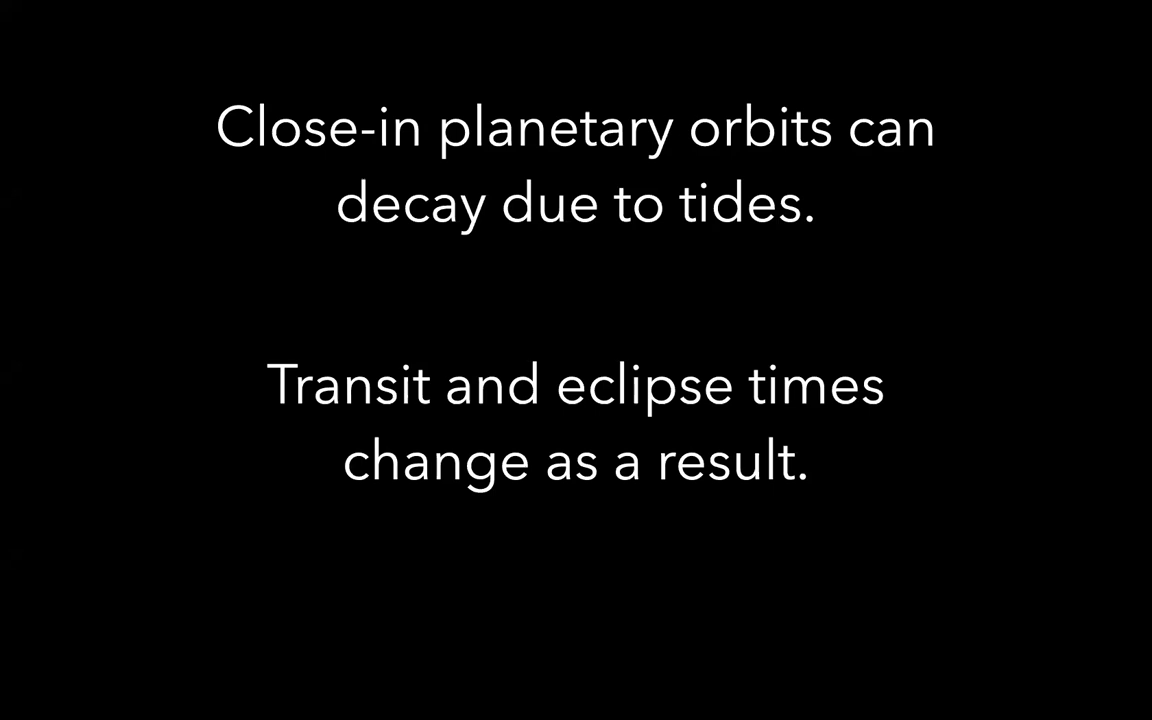 Close-in planetary orbits can
decay due to tides.
Transit and eclipse times
change as a result.